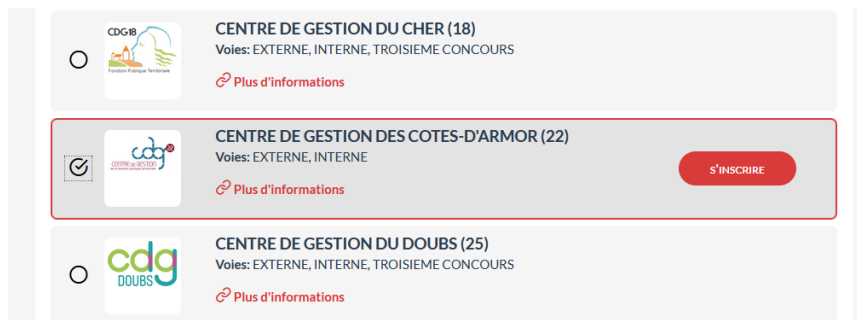 CDG18
Fonction Publique Territoriale
CENTRE DE GESTION DU CHER (18)
Voies: EXTERNE, INTERNE, TROISIEME CONCOURS
Plus d'informations
cdg 22
CENTRE DE GESTION
CENTRE DE GESTION DES COTES-D'ARMOR (22)
Voies: EXTERNE, INTERNE
Plus d'informations
S'INSCRIRE
cdg
DOUBS
CENTRE DE GESTION DU DOUBS (25)
Voies: EXTERNE, INTERNE, TROISIEME CONCOURS
Plus d'informations